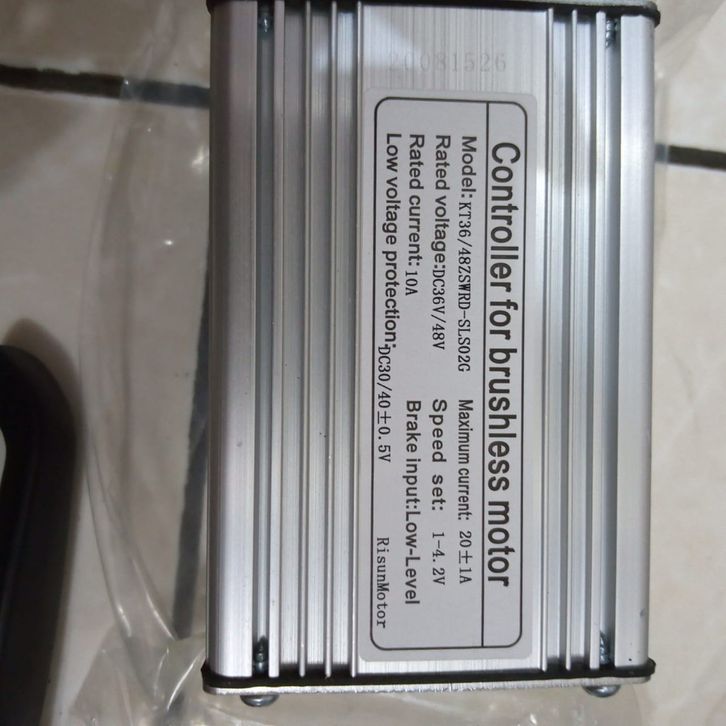 20081526
Controller for brushless motor
Model: KT36/48ZSWRD-SLS02G Maximum current: 20±1A
Rated voltage:DC36V/48V Speed set: 1-4.2V
Rated current:10A Brake input:Low-Level
Low voltage protection:DC30/40±0.5V
RisunMotor